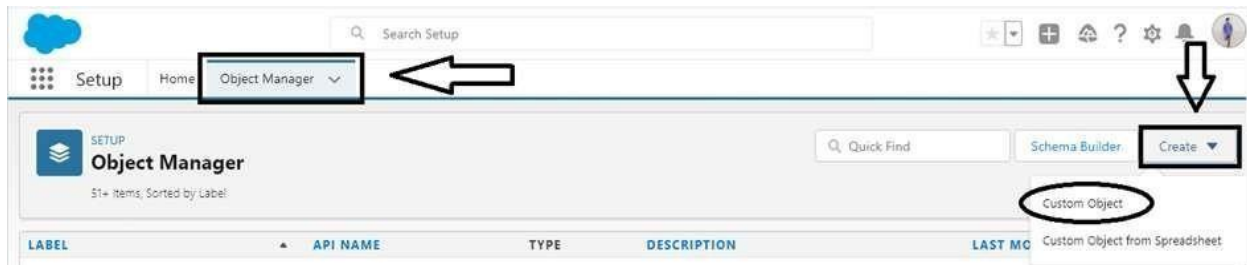 Search Setup
Setup Home Object Manager
SETUP
Object Manager
51+ Items, Sorted by Label
Quick Find
Schema Builder
Create
Custom Object
Custom Object from Spreadsheet
LABEL API NAME TYPE DESCRIPTION LAST MO